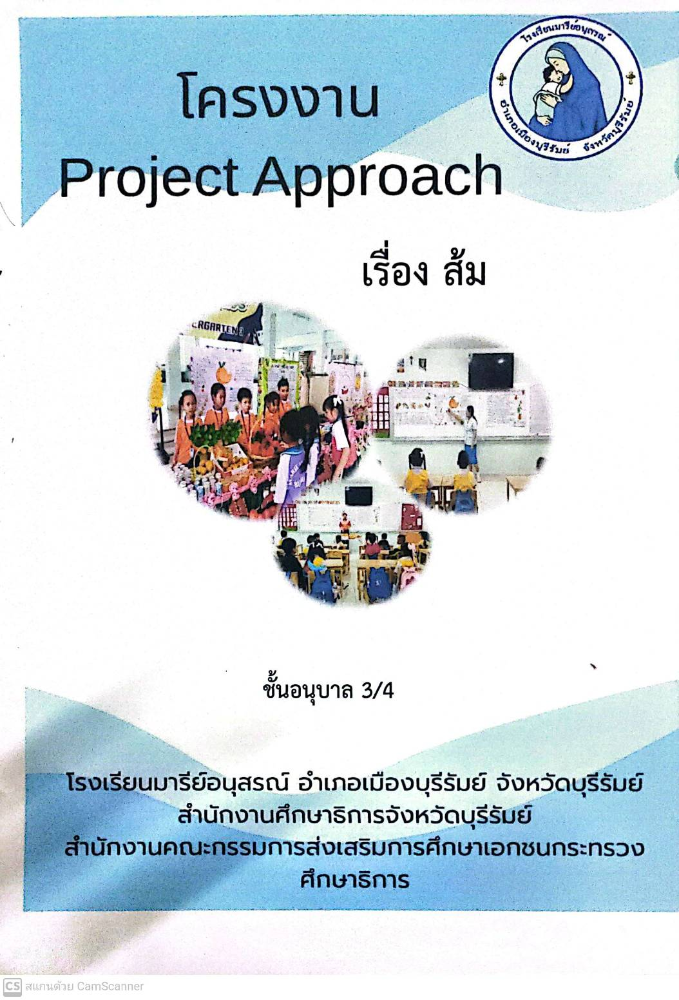 โรงเรียนมารีย์อนุสรณ์
อำเภอเมืองบุรีรัมย์ จังหวัดบุรีรัมย์
โครงงาน
Project Approach
เรื่อง ส้ม
ชั้นอนุบาล 3/4
โรงเรียนมารีย์อนุสรณ์ อำเภอเมืองบุรีรัมย์ จังหวัดบุรีรัมย์
สำนักงานศึกษาธิการจังหวัดบุรีรัมย์
สำนักงานคณะกรรมการส่งเสริมการศึกษาเอกชนกระทรวง
ศึกษาธิการ
CS สแกนด้วย CamScanner